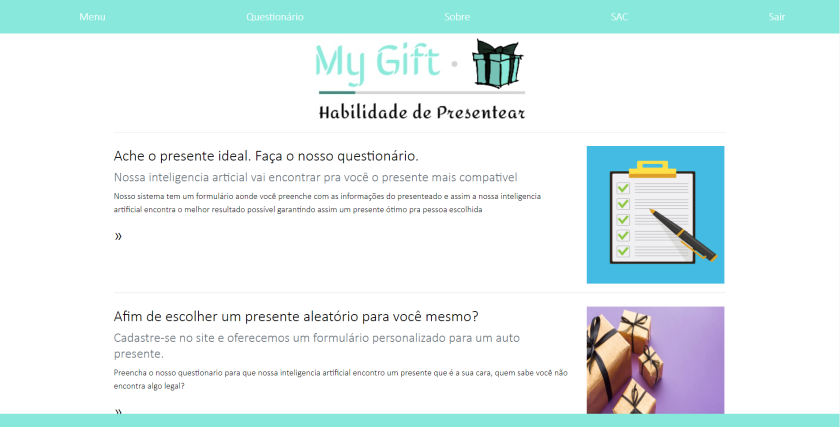 Menu Questionário Sobre SAC Sair
My Gift
Habilidade de Presentear
Ache o presente ideal. Faça o nosso questionário.
Nossa inteligencia articial vai encontrar pra você o presente mais compativel
Nosso sistema tem um formulário aonde você preenche com as informações do presenteado e assim a nossa inteligencia
artificial encontra o melhor resultado possível garantindo assim um presente ótimo pra pessoa escolhida
»
Afim de escolher um presente aleatório para você mesmo?
Cadastre-se no site e oferecemos um formulário personalizado para um auto
presente.
Preencha o nosso questionario para que nossa inteligencia artificial encontro um presente que é a sua cara, quem sabe você não
encontra algo legal?
»